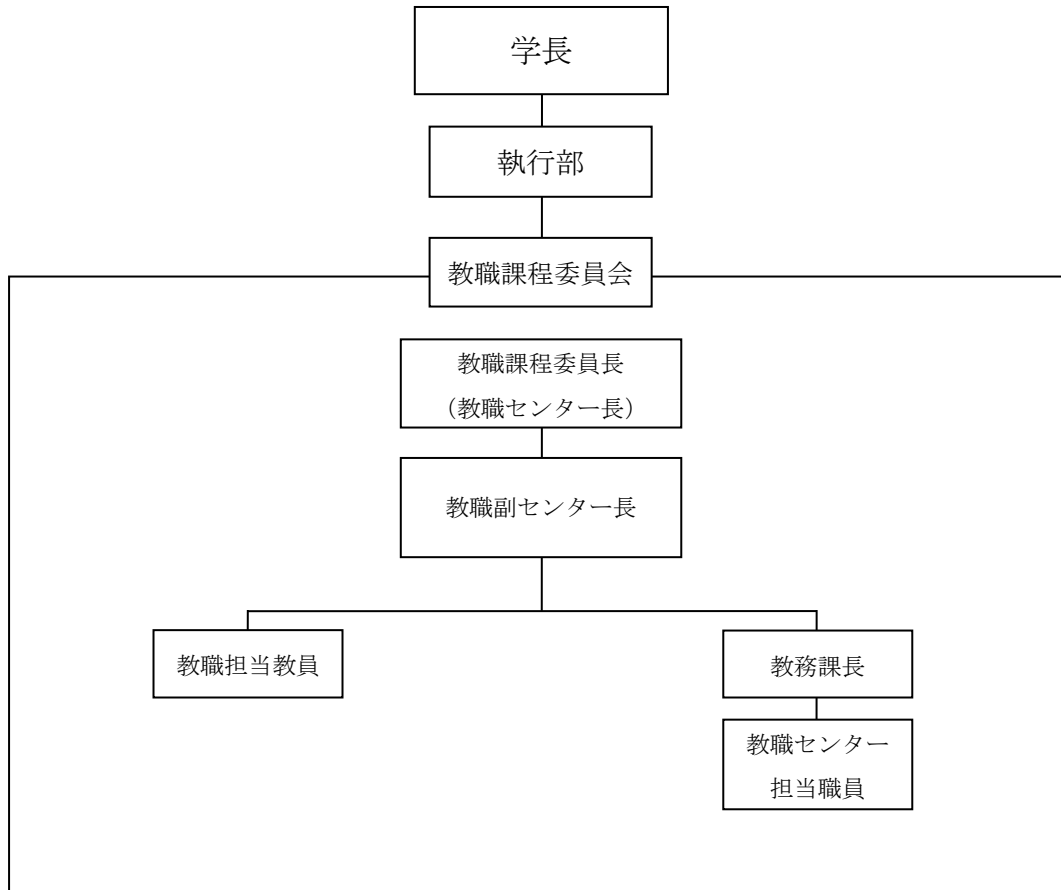 学長
執行部
教職課程委員会
教職課程委員長
(教職センター長)
教職副センター長
教職担当教員
教務課長
教職センター
担当職員